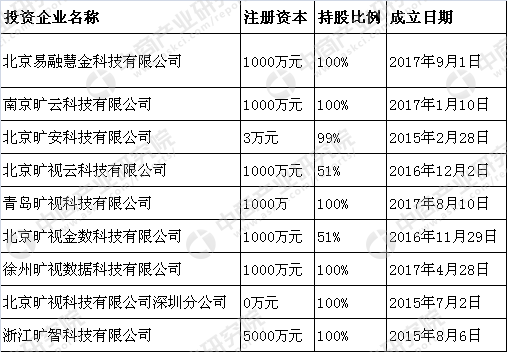 投资企业名称 注册资本 持股比例 成立日期
北京易融慧金科技有限公司 1000万元 100% 2017年9月1日
南京旷云科技有限公司 1000万元 100% 2017年1月10日
北京旷安科技有限公司 3万元 99% 2015年2月28日
北京旷视云科技有限公司 1000万元 51% 2016年12月2日
青岛旷视科技有限公司 1000万 100% 2017年8月10日
北京旷视金数科技有限公司 1000万元 51% 2016年11月29日
徐州旷视数据科技有限公司 1000万元 100% 2017年4月28日
北京旷视科技有限公司深圳分公司 0万元 100% 2015年7月2日
浙江旷智科技有限公司 5000万元 100% 2015年8月6日